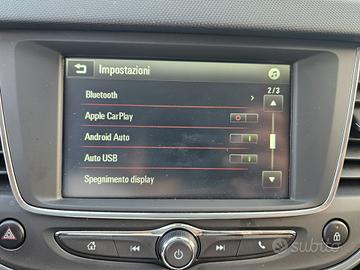 Impostazioni
Bluetooth
2/3
Apple CarPlay
Android Auto
Auto USB
Spegnimento display
subito